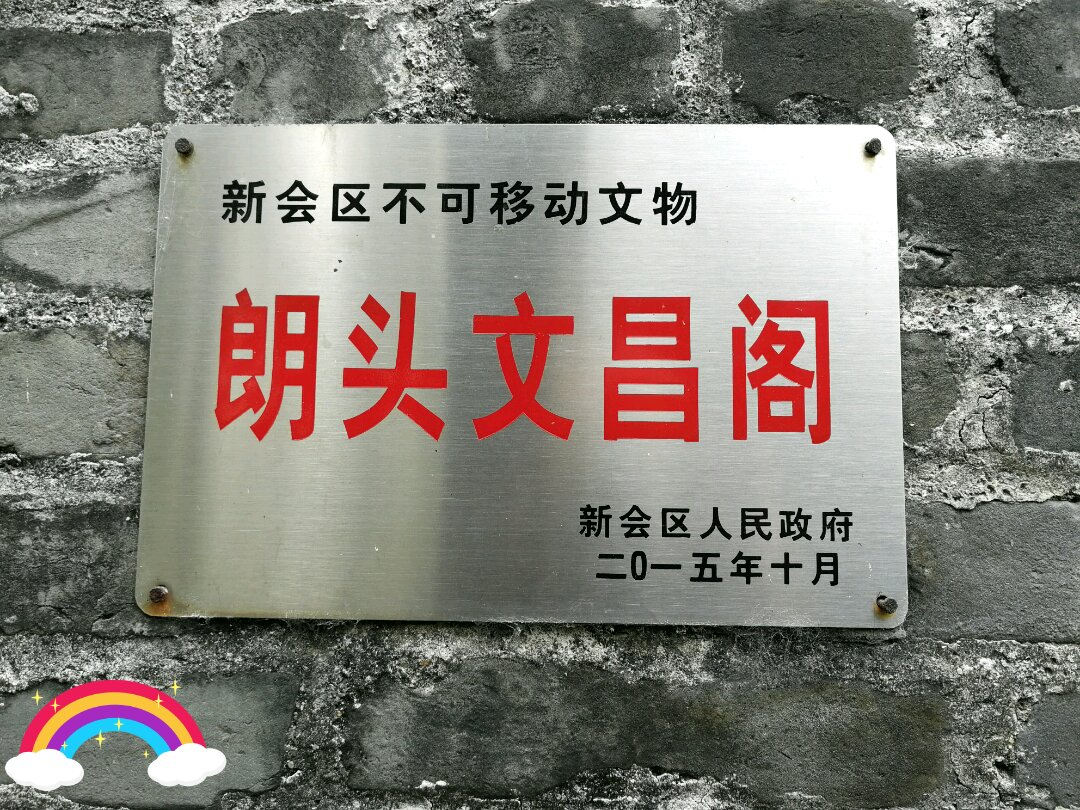 新会区不可移动文物
朗头文昌阁
新会区人民政府
二0一五年十月